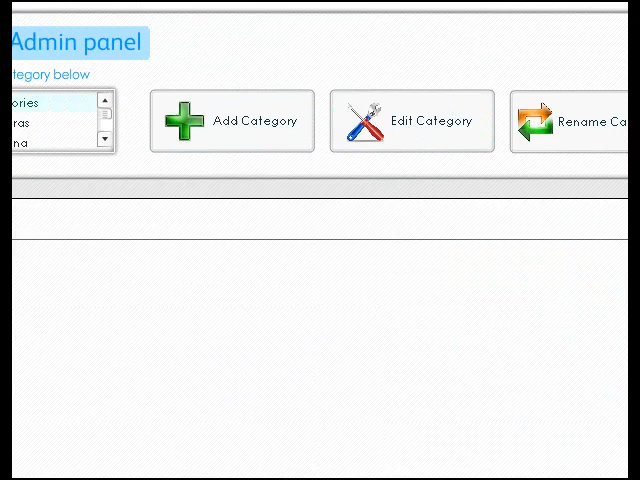 Admin panel
tegory below
ories
ras
na
Add Category
Edit Category
Rename Ca